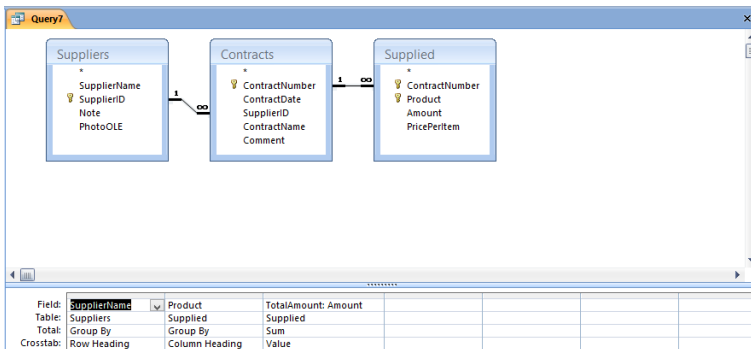 Query7
Suppliers
*
SupplierName
SupplierID
Note
PhotoOLE
1
∞
Contracts
*
ContractNumber
ContractDate
SupplierID
ContractName
Comment
1
∞
Supplied
*
ContractNumber
Product
Amount
PricePerItem
Field: SupplierName Product TotalAmount: Amount
Table: Suppliers Supplied Supplied
Total: Group By Group By Sum
Crosstab: Row Heading Column Heading Value